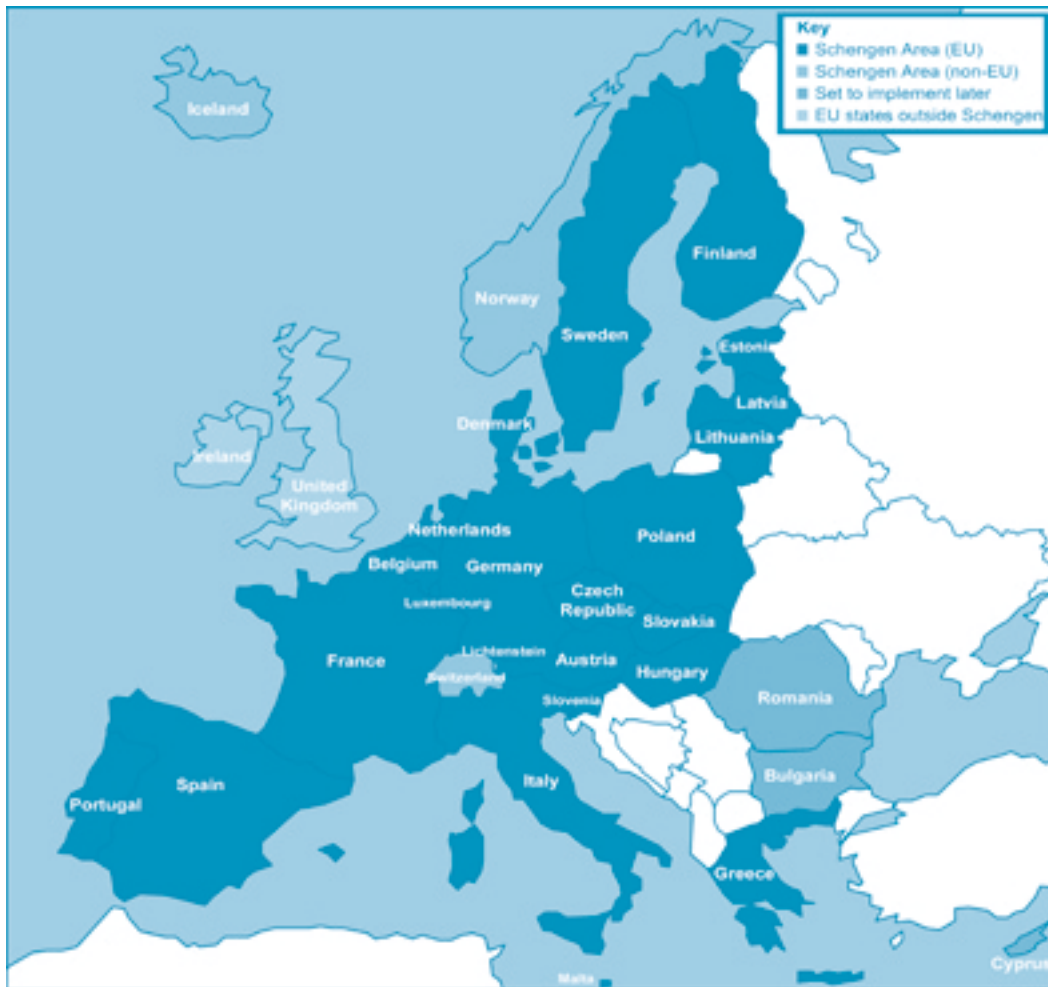 Key
Schengen Area (EU)
Schengen Area (non-EU)
Set to implement later
EU states outside Schengen
Iceland
Finland
Norway
Sweden
Estonia
Latvia
Denmark
Lithuania
Ireland
United
Kingdom
Netherlands
Poland
Belgium
Germany
Czech
Republic
Luxembourg
Slovakia
Lichtenstein
France
Austria
Switzerland
Hungary
Slovenia
Romania
Bulgaria
Italy
Spain
Portugal
Greece
Cyprus
Malta